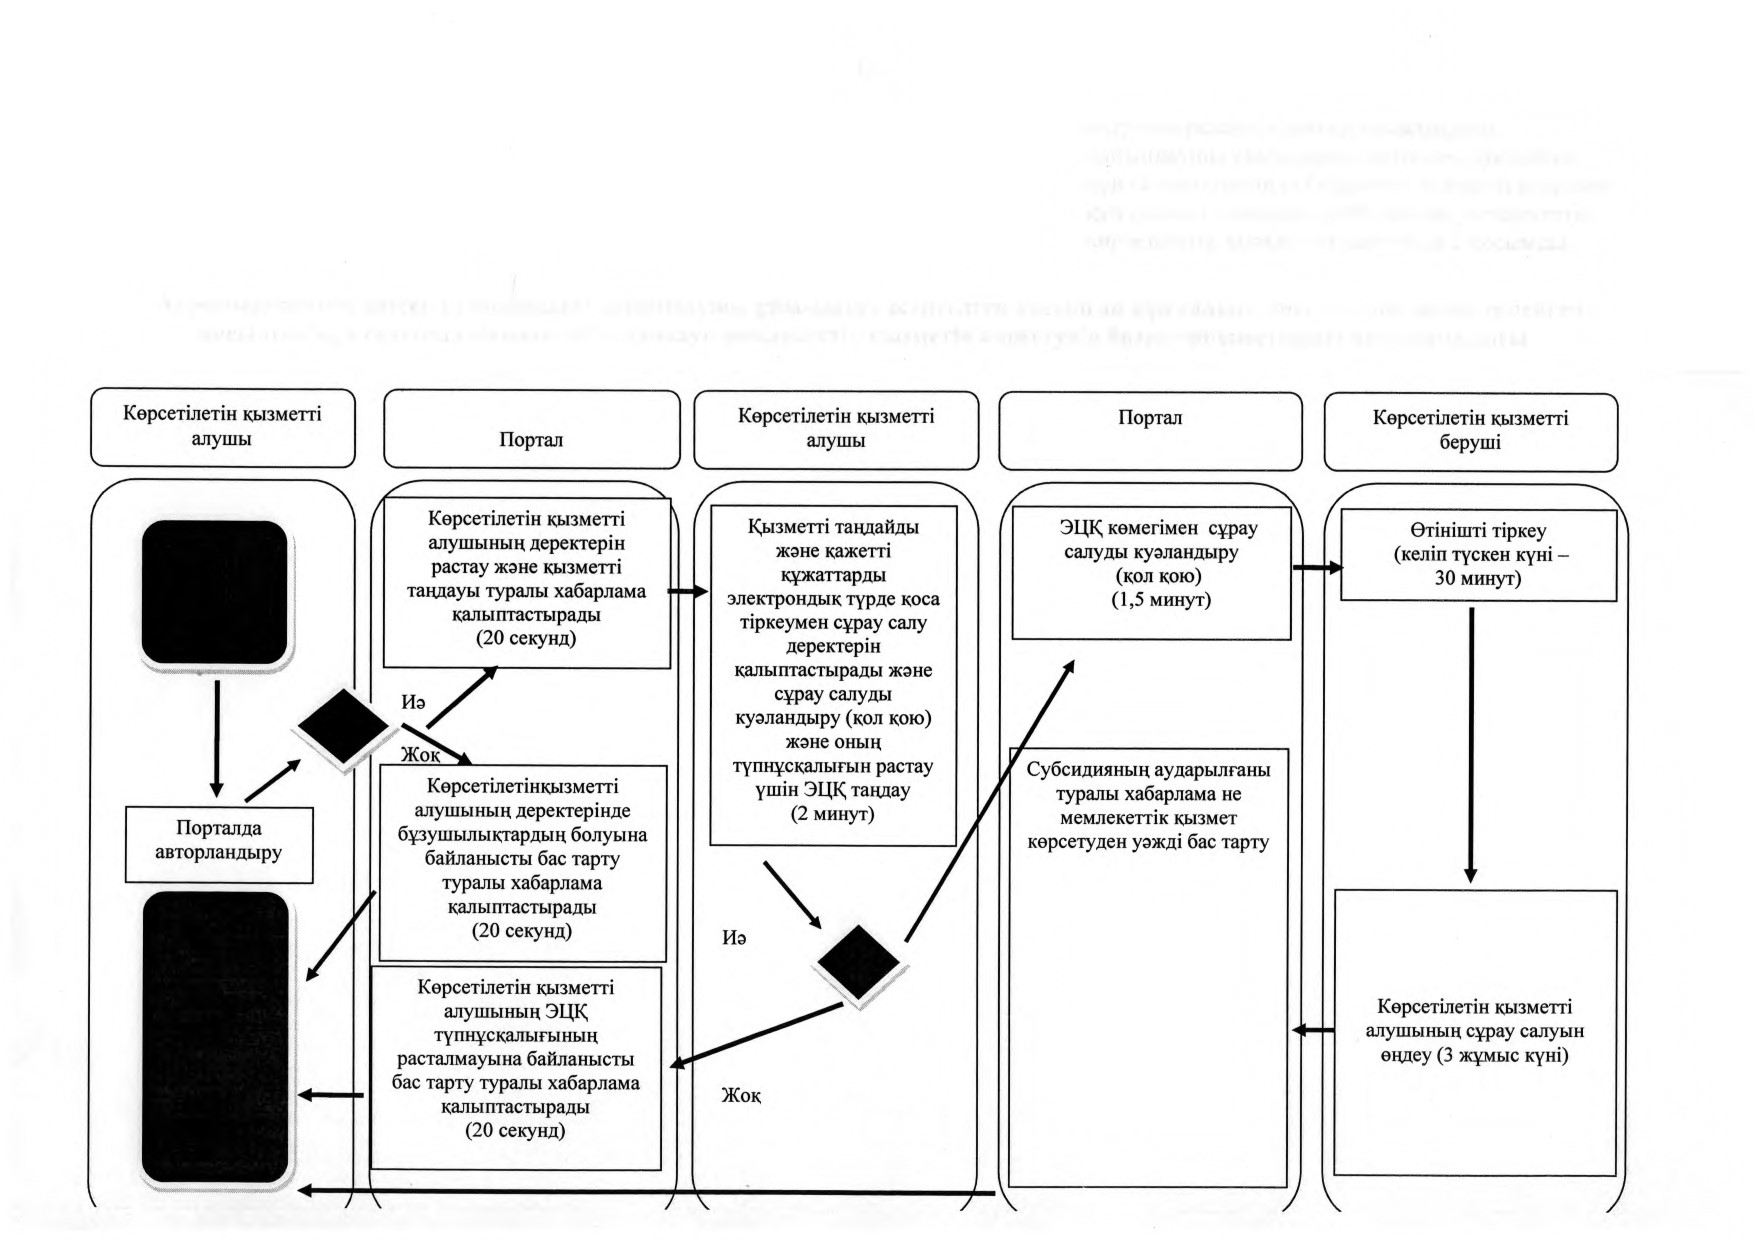 Көрсетілетін қызметті
алушы
Портал
Көрсетілетін қызметті
алушы
Портал
Көрсетілетін қызметті
беруші
Порталда
авторландыру
Иә
Жоқ
Көрсетілетін қызметті
алушының деректерін
растау және қызметті
таңдауы туралы хабарлама
қалыптастырады
(20 секунд)
Көрсетілетінқызметті
алушының деректерінде
бұзушылықтардың болуына
байланысты бас тарту
туралы хабарлама
қалыптастырады
(20 секунд)
Көрсетілетін қызметті
алушының ЭЦҚ
түпнұсқалығының
расталмауына байланысты
бас тарту туралы хабарлама
қалыптастырады
(20 секунд)
Қызметті таңдайды
және қажетті
құжаттарды
электрондық түрде қоса
тіркеумен сұрау салу
деректерін
қалыптастырады және
сұрау салуды
куәландыру (қол қою)
және оның
түпнұсқалығын растау
үшін ЭЦҚ таңдау
(2 минут)
Иә
Жоқ
ЭЦҚ көмегімен сұрау
салуды куәландыру
(қол қою)
(1,5 минут)
Субсидияның аударылғаны
туралы хабарлама не
мемлекеттік қызмет
көрсетуден уәжді бас тарту
Өтінішті тіркеу
(келіп түскен күні –
30 минут)
Көрсетілетін қызметті
алушының сұрау салуын
өңдеу (3 жұмыс күні)